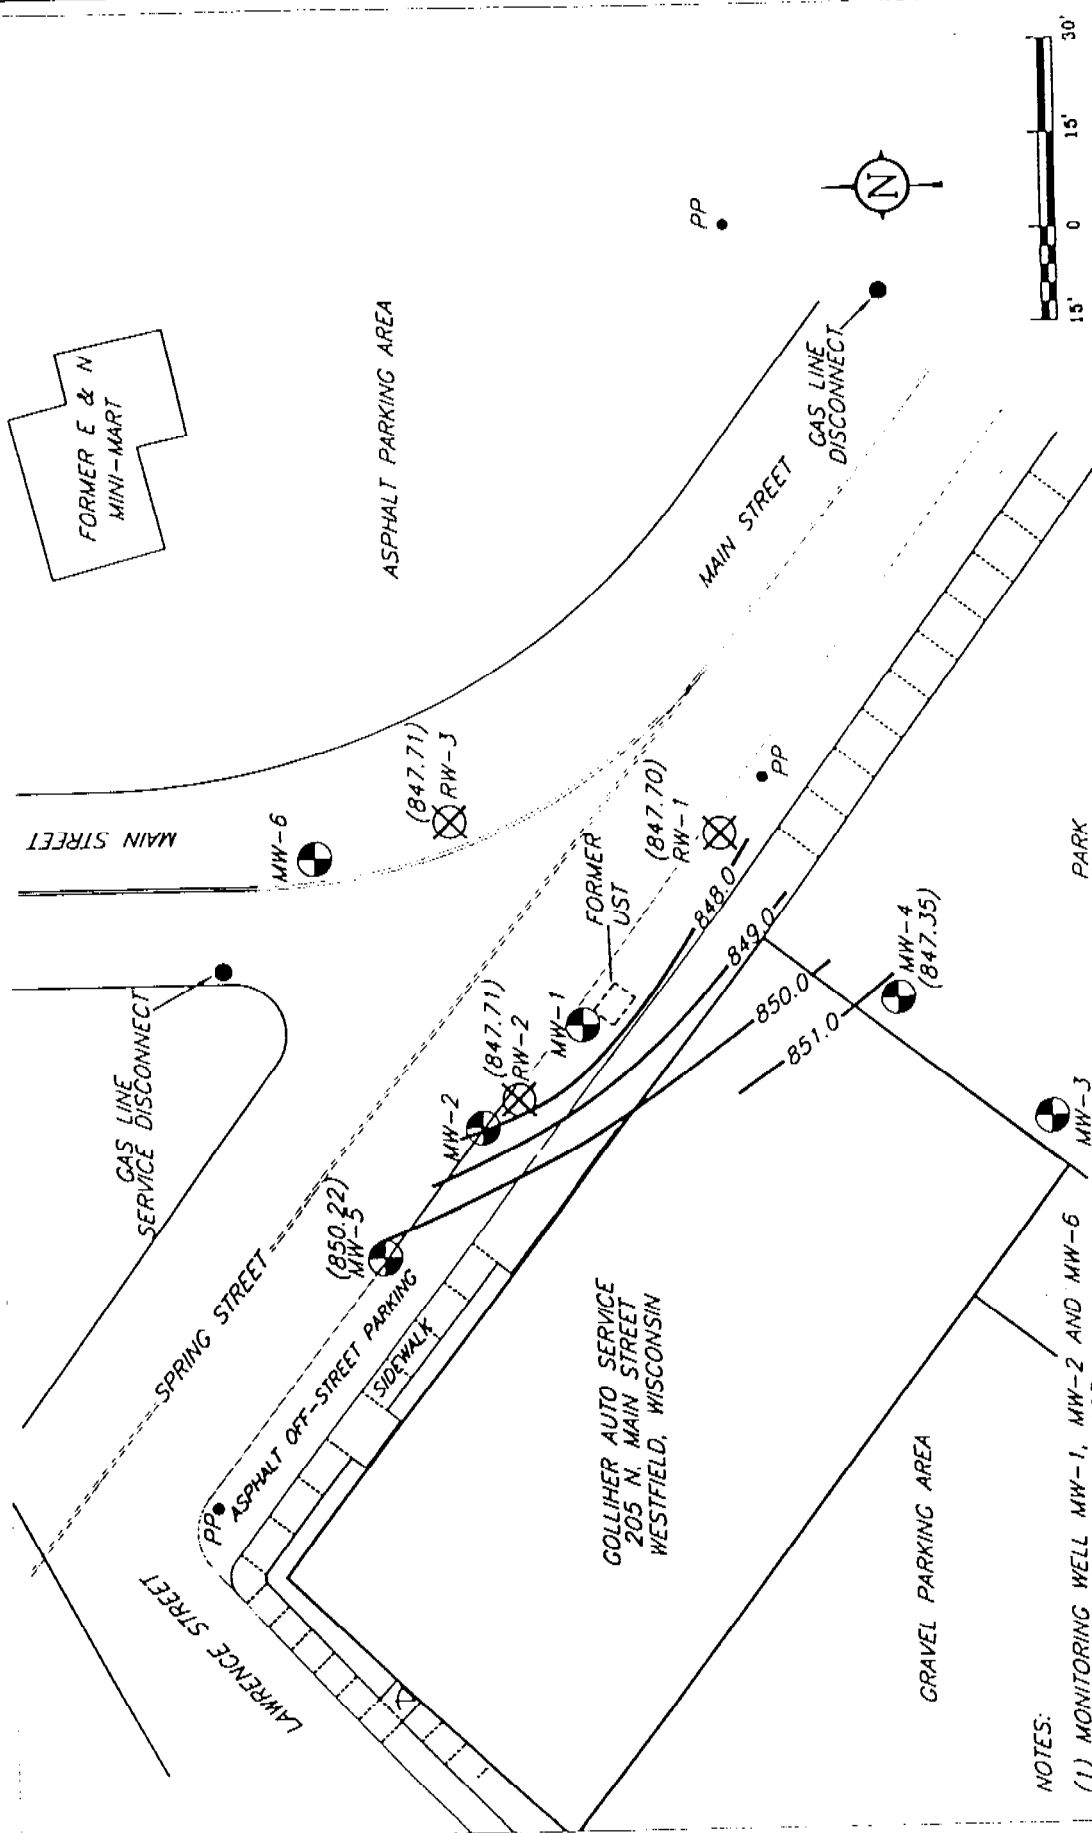 FORMER E & N
MINI-MART
ASPHALT PARKING AREA
MAIN STREET
MW-6
(847.71)
RW-3
GAS LINE
SERVICE DISCONNECT
SPRING STREET
PP
LAWRENCE STREET
ASPHALT OFF-STREET PARKING
SIDEWALK
(850.22)
MW-5
MW-2
(847.71)
RW-2
MW-1
FORMER
UST
(847.70)
RW-1
PP
MAIN STREET
GAS LINE
DISCONNECT
PP
N
848.0
849.0
850.0
851.0
MW-4
(847.35)
MW-3
PARK
GOLLIHER AUTO SERVICE
205 N. MAIN STREET
WESTFIELD, WISCONSIN
GRAVEL PARKING AREA
15' 0 15' 30'
NOTES:
(1) MONITORING WELL MW-1, MW-2 AND MW-6